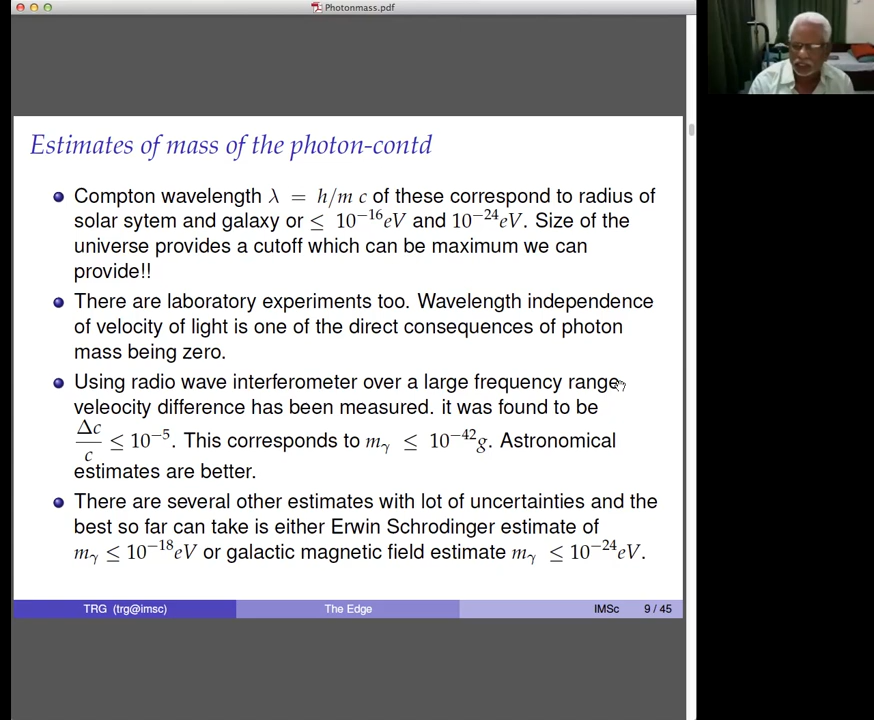 Photonmass.pdf
Estimates of mass of the photon-contd
Compton wavelength λ = h/m c of these correspond to radius of
solar sytem and galaxy or ≤ 10⁻¹⁶eV and 10⁻²⁴eV. Size of the
universe provides a cutoff which can be maximum we can
provide!!
There are laboratory experiments too. Wavelength independence
of velocity of light is one of the direct consequences of photon
mass being zero.
Using radio wave interferometer over a large frequency range,
veleocity difference has been measured. it was found to be
Δc/c ≤ 10⁻⁵. This corresponds to mᵧ ≤ 10⁻⁴²g. Astronomical
estimates are better.
There are several other estimates with lot of uncertainties and the
best so far can take is either Erwin Schrodinger estimate of
mᵧ ≤ 10⁻¹⁸eV or galactic magnetic field estimate mᵧ ≤ 10⁻²⁴eV.
TRG (trg@imsc) The Edge IMSc 9 / 45